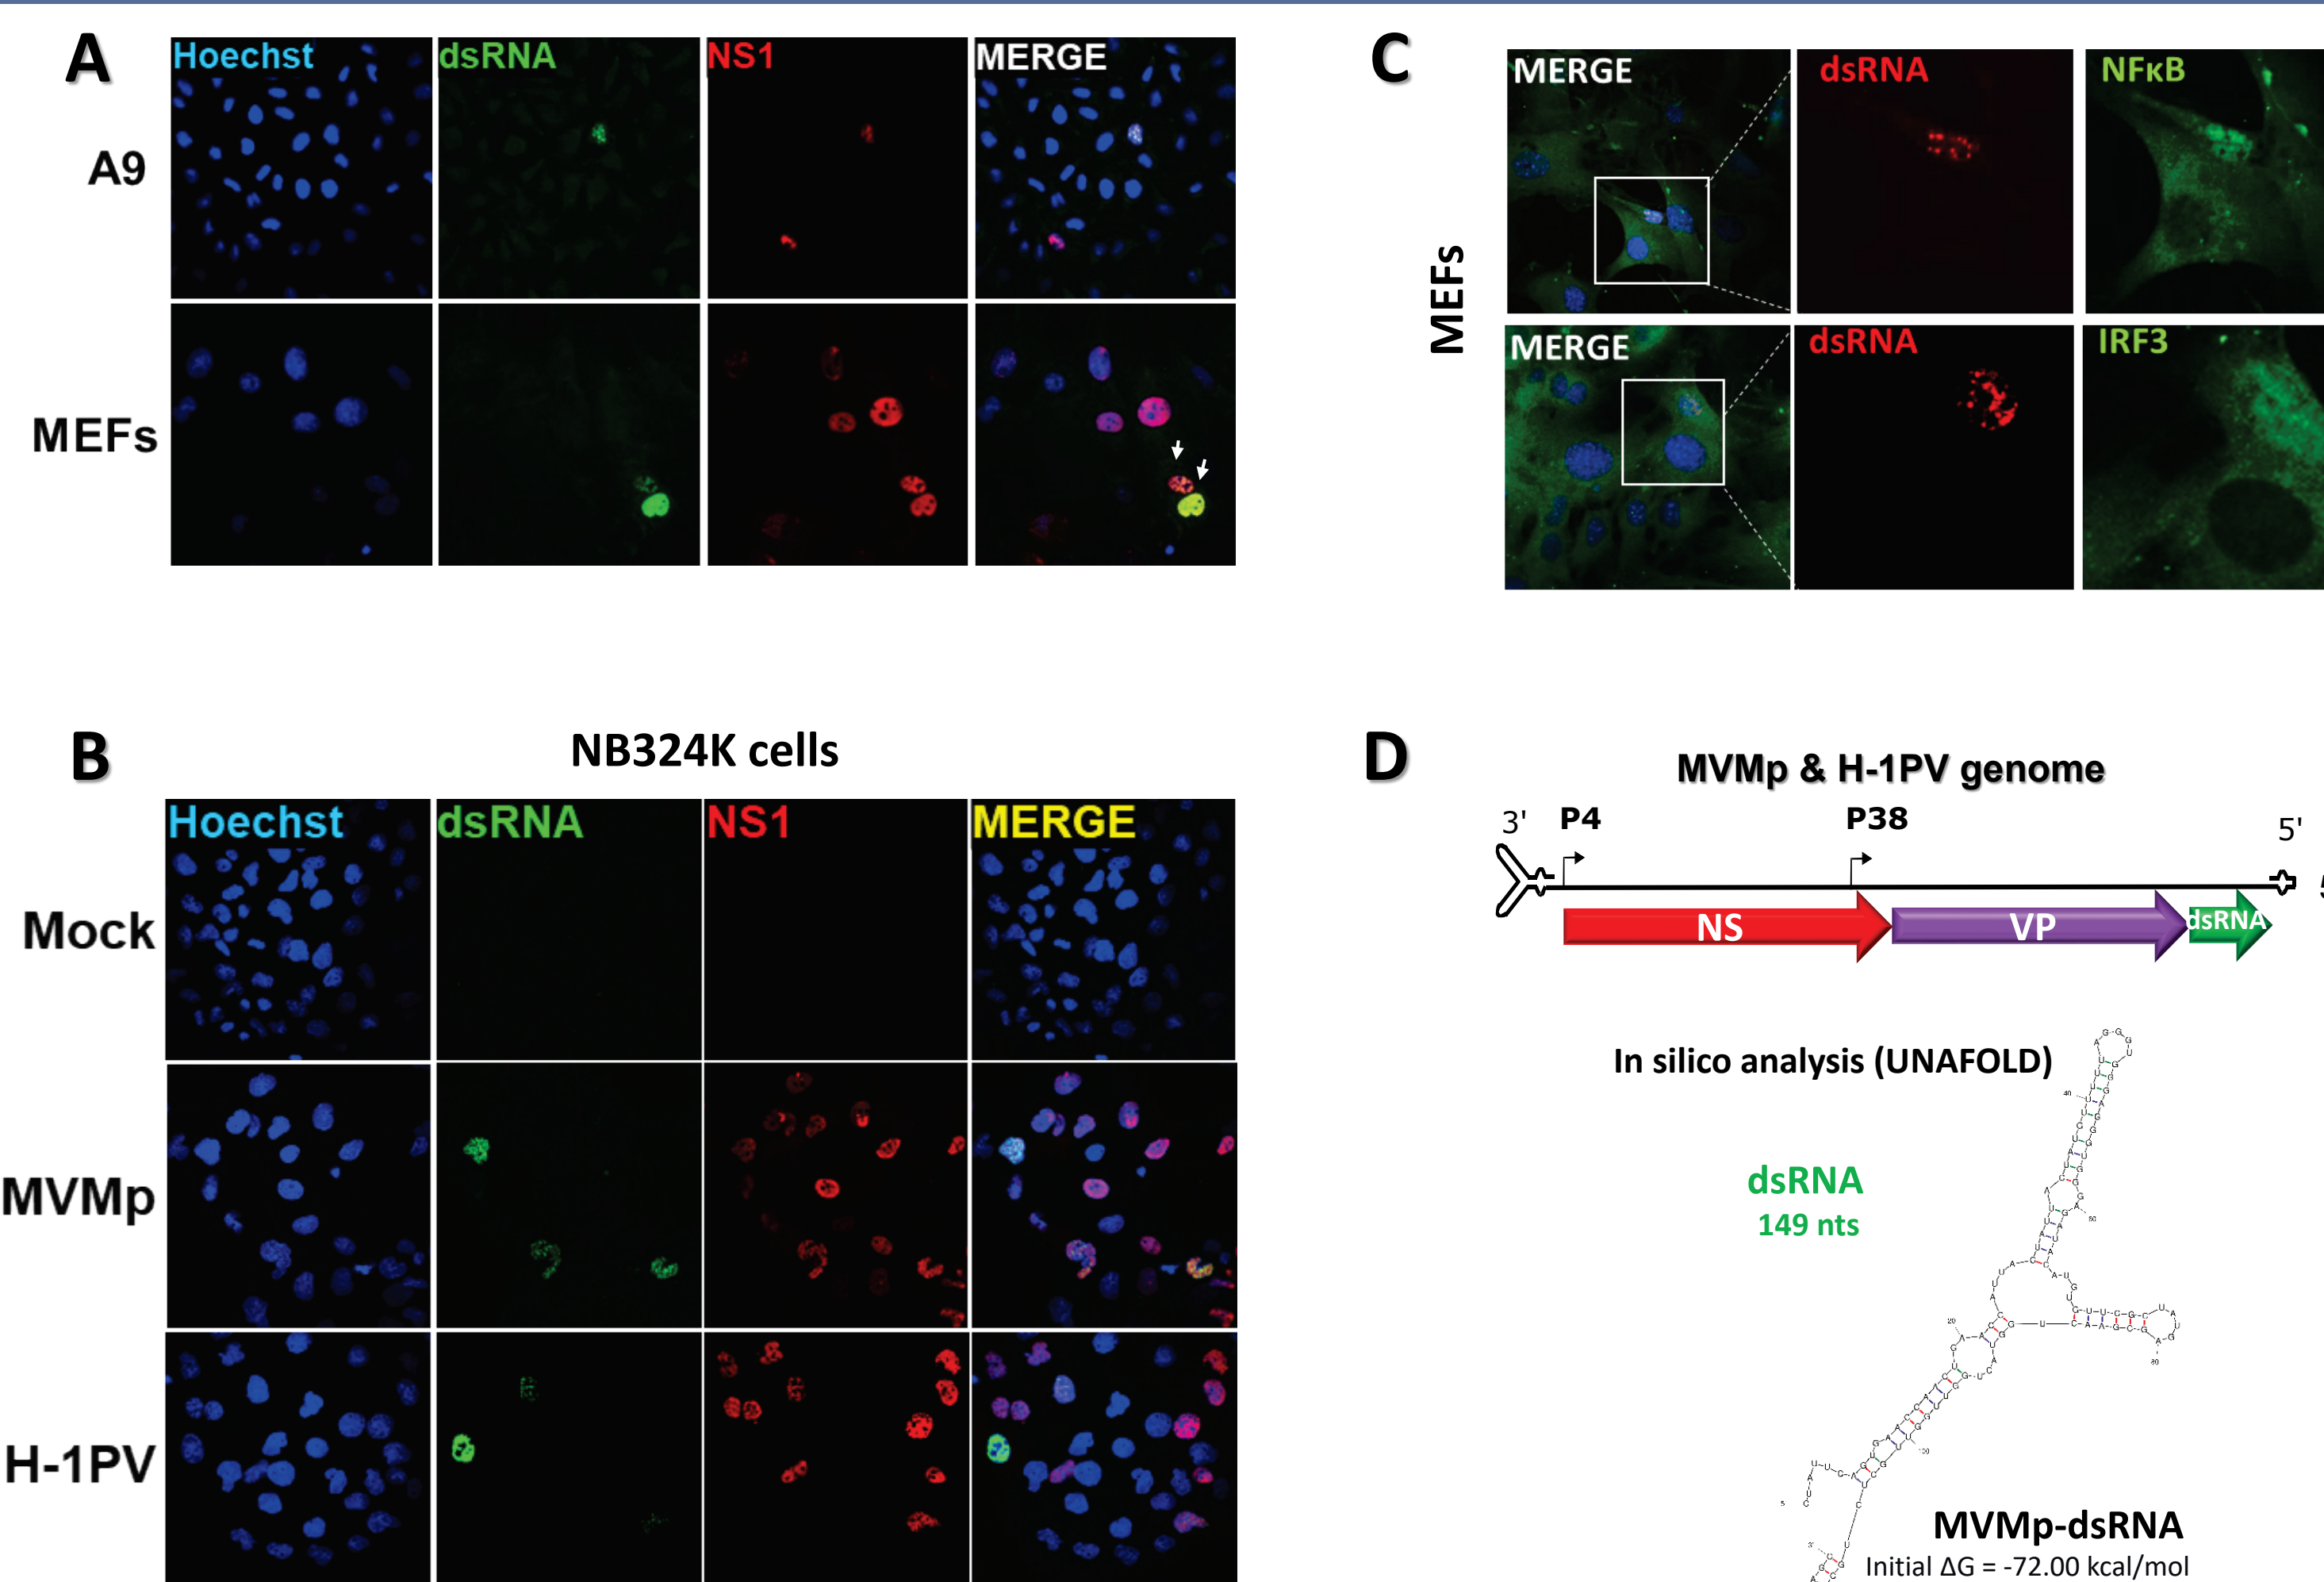 A
Hoechst
dsRNA
NS1
MERGE
A9
MEFs
B
NB324K cells
Hoechst
dsRNA
NS1
MERGE
Mock
MVMp
H-1PV
C
MERGE
dsRNA
NFκB
MEFs
MERGE
dsRNA
IRF3
D
MVMp & H-1PV genome
3'
P4
P38
5'
NS
VP
dsRNA
In silico analysis (UNAFOLD)
dsRNA
149 nts
MVMp-dsRNA
Initial ΔG = -72.00 kcal/mol